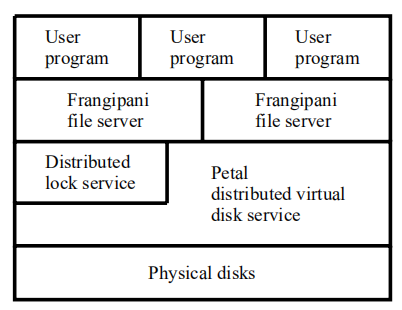 User
program
User
program
User
program
Frangipani
file server
Frangipani
file server
Distributed
lock service
Petal
distributed virtual
disk service
Physical disks